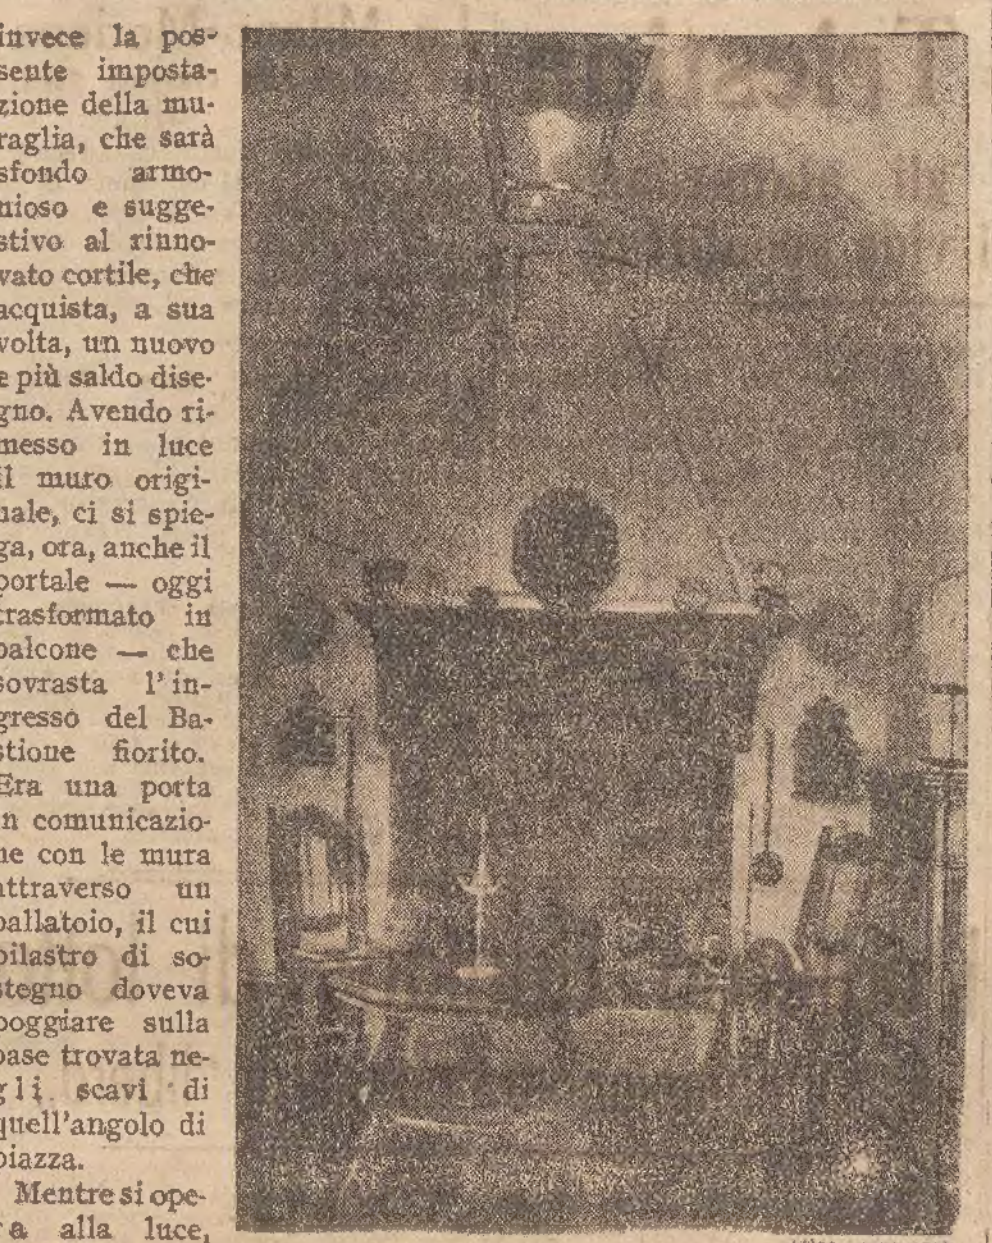 invece la pos-
sente imposta-
zione della mu-
raglia, che sarà
sfondo armo-
nioso e sugge-
stivo al rinno-
vato cortile, che
acquista, a sua
volta, un nuovo
e più saldo dise-
gno. Avendo ri-
messo in luce
il muro origi-
nale, ci si spie-
ga, ora, anche il
portale — oggi
trasformato in
balcone — che
sovrasta l'in-
gresso del Ba-
stione fiorito.
Era una porta
in comunicazio-
ne con le mura
attraverso un
ballatoio, il cui
pilastro di so-
stegno doveva
poggiare sulla
base trovata ne-
gli scavi di
quell'angolo di
piazza.
Mentre si ope-
ra alla luce,